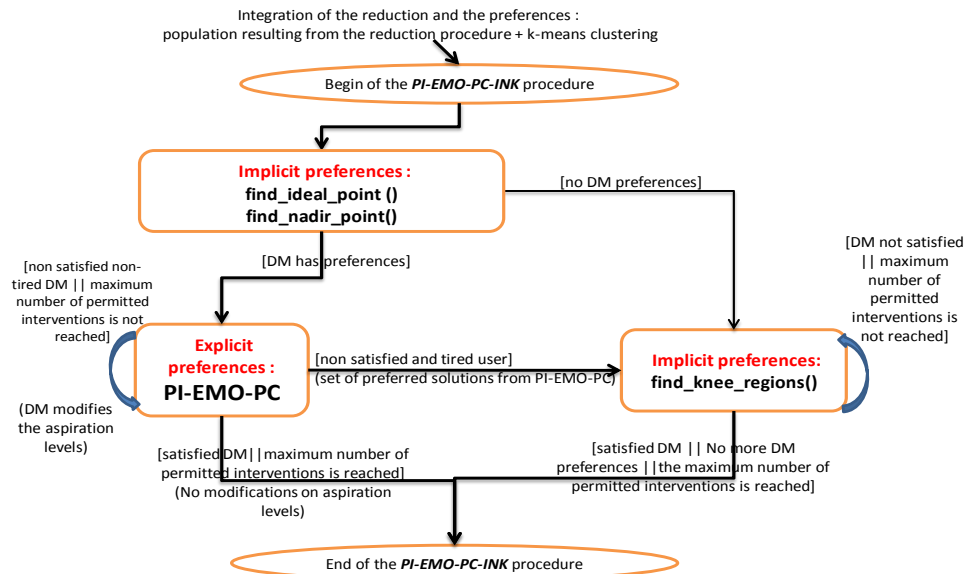 Integration of the reduction and the preferences :
population resulting from the reduction procedure + k-means clustering
Begin of the PI-EMO-PC-INK procedure
Implicit preferences :
find_ideal_point ()
find_nadir_point()
[no DM preferences]
[DM has preferences]
[non satisfied non-
tired DM || maximum
number of permitted
interventions is not
reached]
[DM not satisfied
|| maximum
number of
permitted
interventions is
not reached]
Explicit
preferences :
PI-EMO-PC
[non satisfied and tired user]
(set of preferred solutions from PI-EMO-PC)
Implicit preferences:
find_knee_regions()
(DM modifies
the aspiration
levels)
[satisfied DM||maximum number of
permitted interventions is reached]
(No modifications on aspiration
levels)
[satisfied DM || No more DM
preferences ||the maximum number of
permitted interventions is reached]
End of the PI-EMO-PC-INK procedure